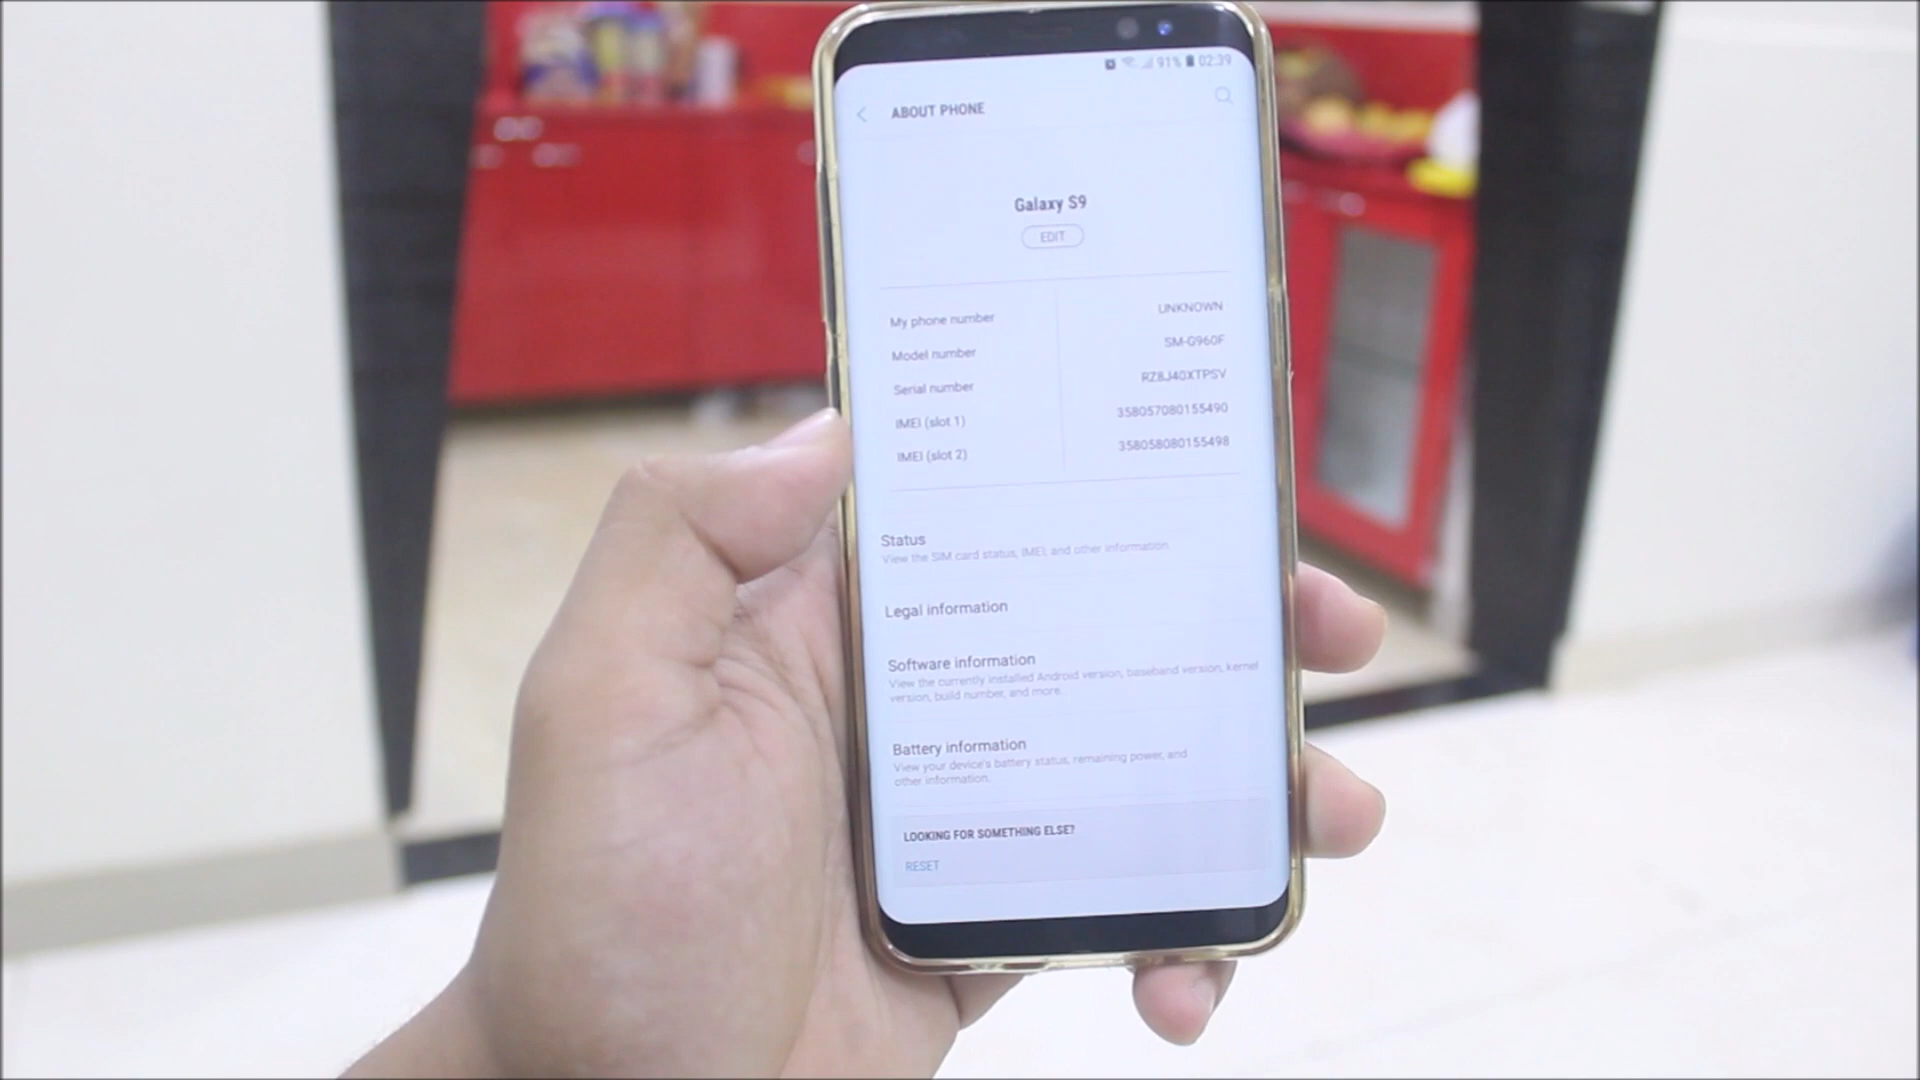 91% 02:39
ABOUT PHONE
Galaxy S9
EDIT
My phone number UNKNOWN
Model number SM-G960F
Serial number RZ8J40XTPSV
IMEI (slot 1) 358057080155490
IMEI (slot 2) 358058080155498
Status
View the SIM card status, IMEI, and other information.
Legal information
Software information
View the currently installed Android version, baseband version, kernel
version, build number, and more.
Battery information
View your device's battery status, remaining power, and
other information.
LOOKING FOR SOMETHING ELSE?
RESET